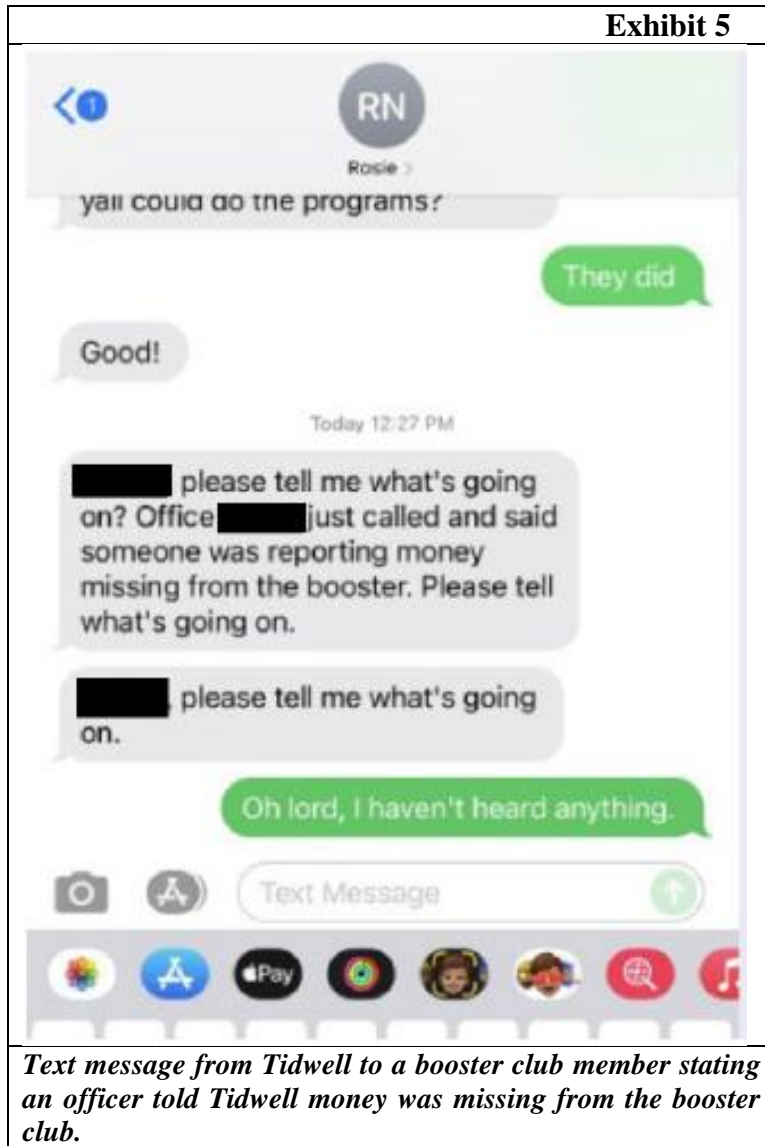 Exhibit 5
1
RN
Rosie >
yall could do the programs?
They did
Good!
Today 12:27 PM
please tell me what's going
on? Office just called and said
someone was reporting money
missing from the booster. Please tell
what's going on.
, please tell me what's going
on.
Oh lord, I haven't heard anything.
Text Message
Pay
Text message from Tidwell to a booster club member stating
an officer told Tidwell money was missing from the booster
club.